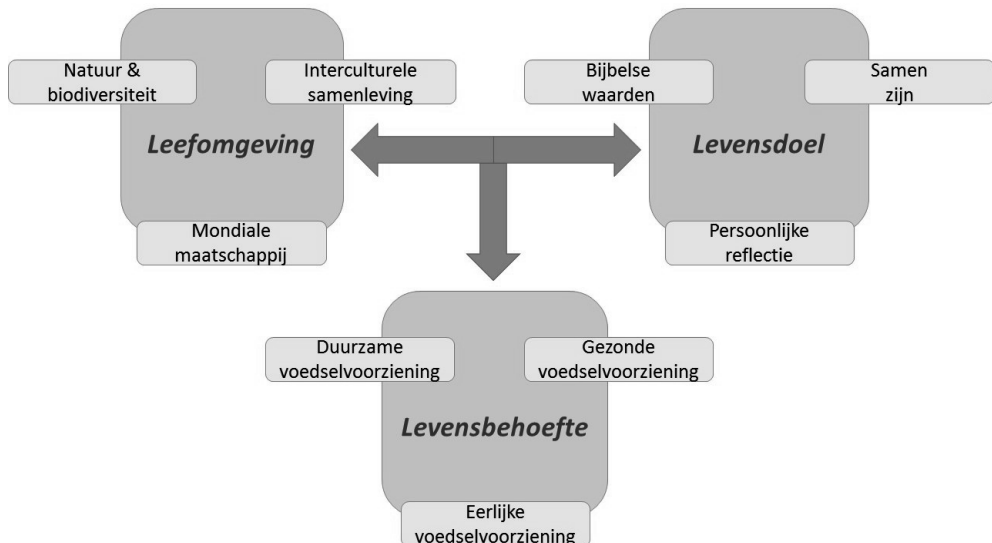 Natuur &
biodiversiteit
Interculturele
samenleving
Leefomgeving
Mondiale
maatschappij
Bijbelse
waarden
Samen
zijn
Levensdoel
Persoonlijke
reflectie
Duurzame
voedselvoorziening
Gezonde
voedselvoorziening
Levensbehoefte
Eerlijke
voedselvoorziening